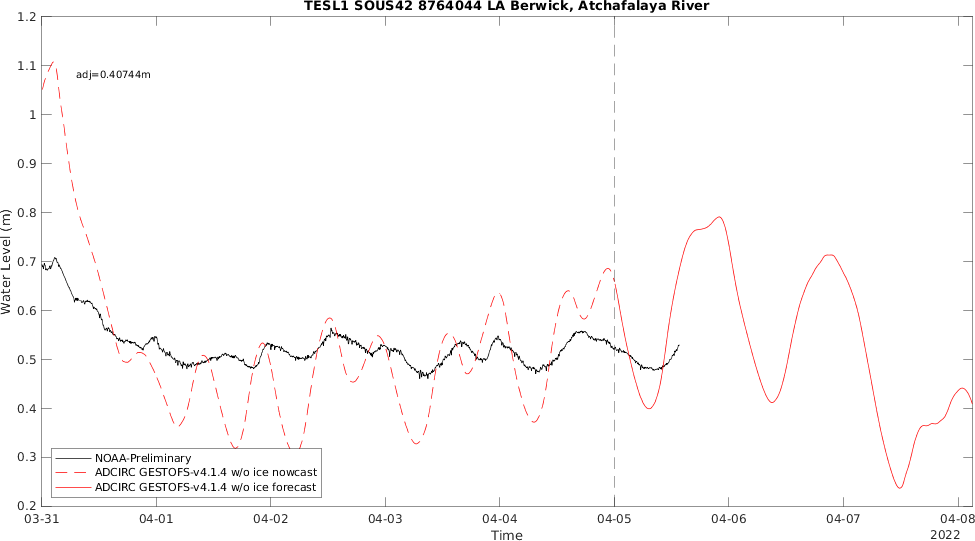 TESL1 SOUS42 8764044 LA Berwick, Atchafalaya River
adj=0.40744m
1.2
1.1
1
0.9
0.8
0.7
0.6
0.5
0.4
0.3
0.2
Water Level (m)
NOAA-Preliminary
ADCIRC GESTOFS-v4.1.4 w/o ice nowcast
ADCIRC GESTOFS-v4.1.4 w/o ice forecast
03-31 04-01 04-02 04-03 04-04 04-05 04-06 04-07 04-08
Time
2022